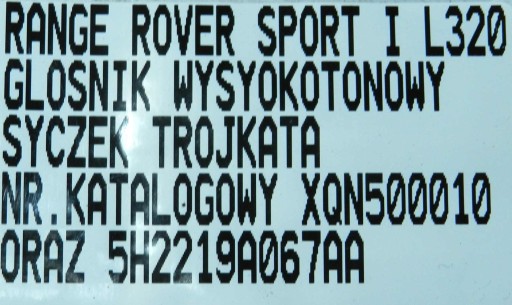 RANGE ROVER SPORT I L320
GLOSNIK WYSYOKOTONOWY
SYCZEK TROJKATA
NR.KATALOGOWY XQN500010
ORAZ 5H2219A067AA